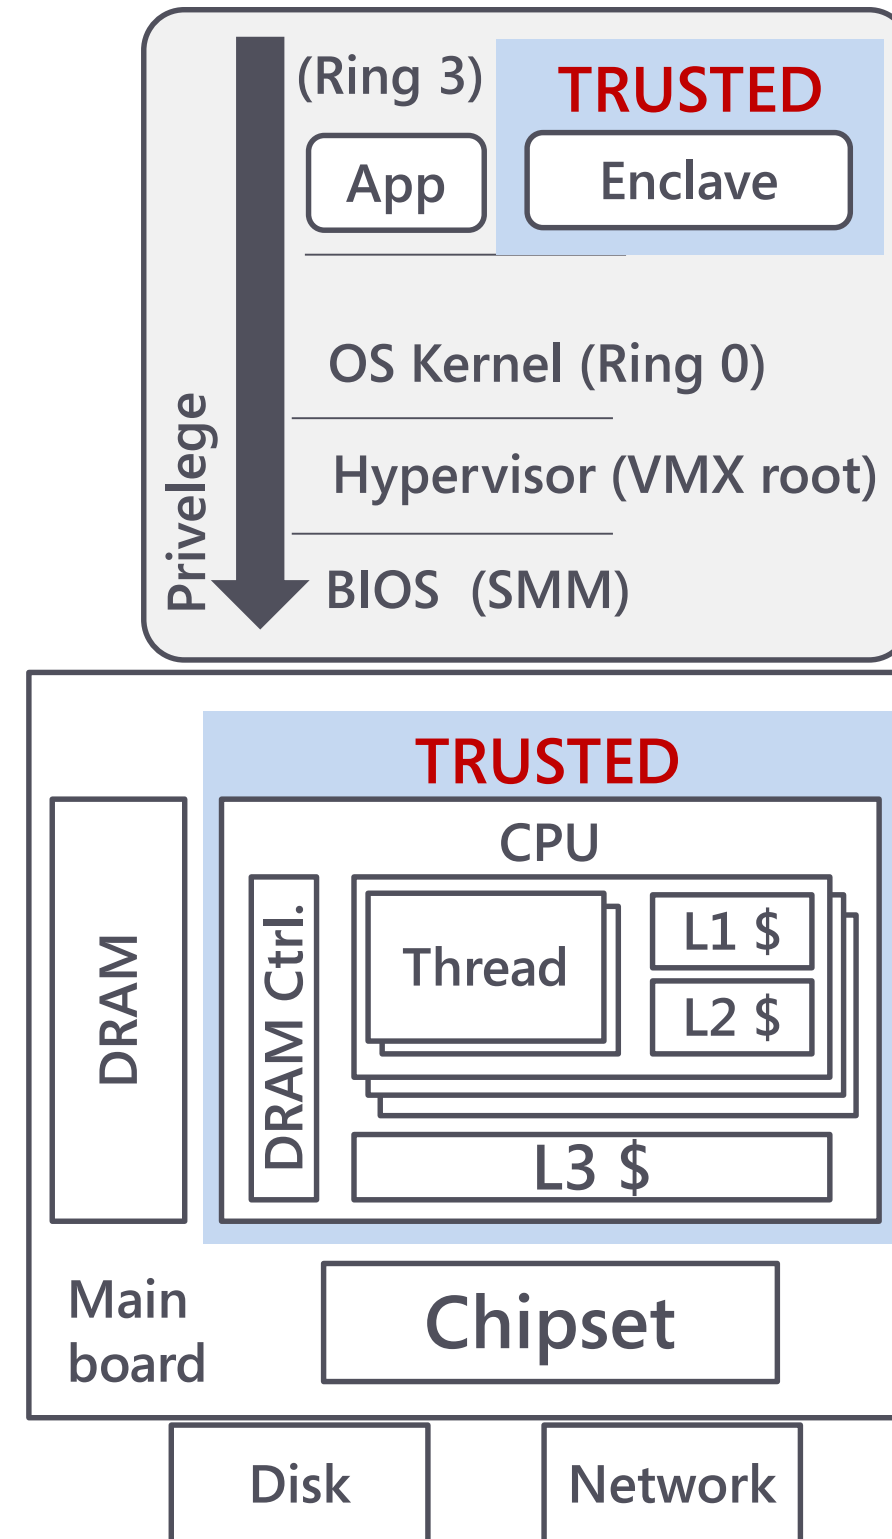 (Ring 3)
TRUSTED
App
Enclave
OS Kernel (Ring 0)
Hypervisor (VMX root)
BIOS (SMM)
Privelege
TRUSTED
CPU
DRAM
DRAM Ctrl.
Thread
L1 $
L2 $
L3 $
Main
board
Chipset
Disk
Network